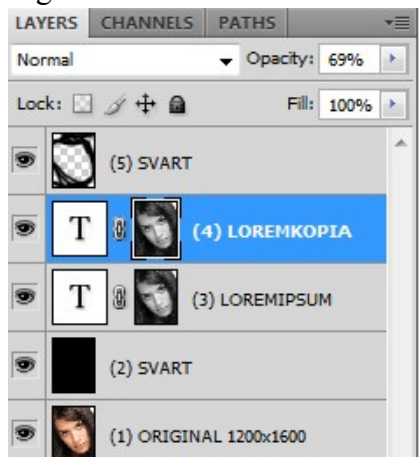 LAYERS CHANNELS PATHS
Normal Opacity: 69%
Lock: Fill: 100%
(5) SVART
T (4) LOREMKOPIA
T (3) LOREMIPSUM
(2) SVART
(1) ORIGINAL 1200x1600